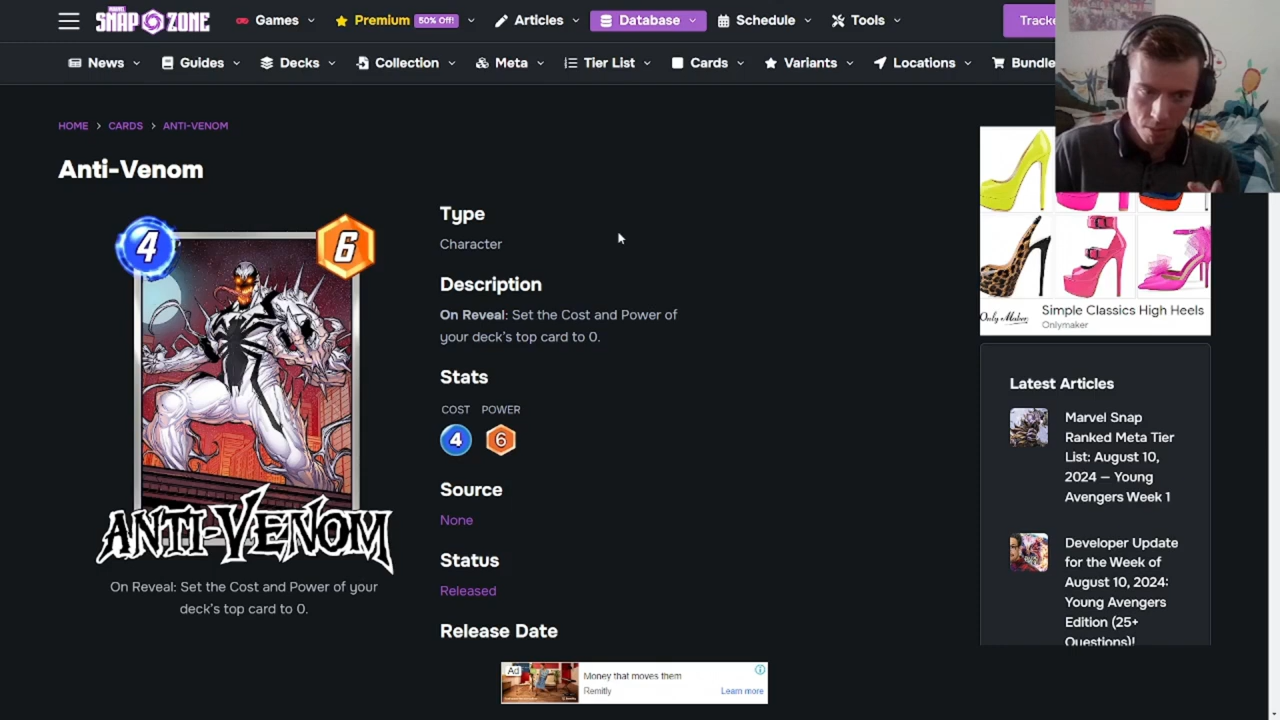 MARVEL
SNAP ZONE
Games
Premium 50% Off!
Articles
Database
Schedule
Tools
News
Guides
Decks
Collection
Meta
Tier List
Cards
Variants
Locations
HOME > CARDS > ANTI-VENOM
Anti-Venom
4
6
ANTI-VENOM
On Reveal: Set the Cost and Power of your
deck's top card to 0.
Type
Character
Description
On Reveal: Set the Cost and Power of
your deck's top card to 0.
Stats
COST POWER
4 6
Source
None
Status
Released
Release Date
Only Maker
Simple Classics High Heels
Onlymaker
Latest Articles
Marvel Snap
Ranked Meta Tier
List: August 10,
2024 — Young
Avengers Week 1
Developer Update
for the Week of
August 10, 2024:
Young Avengers
Edition (25+
Questions)!
Ad
Money that moves them
Remitly
Learn more